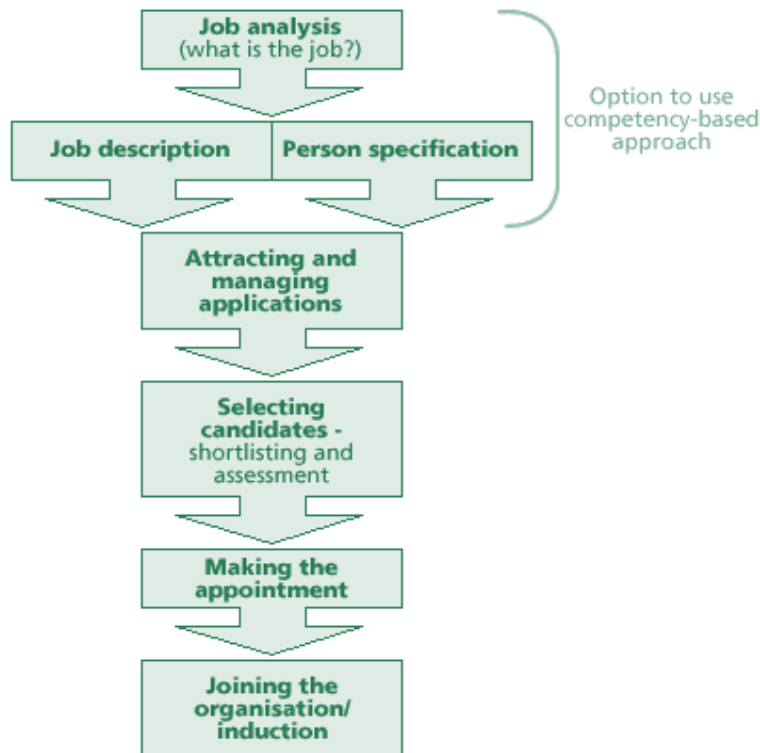 Job analysis
(what is the job?)
Option to use
competency-based
approach
Job description
Person specification
Attracting and
managing
applications
Selecting
candidates -
shortlisting and
assessment
Making the
appointment
Joining the
organisation/
induction